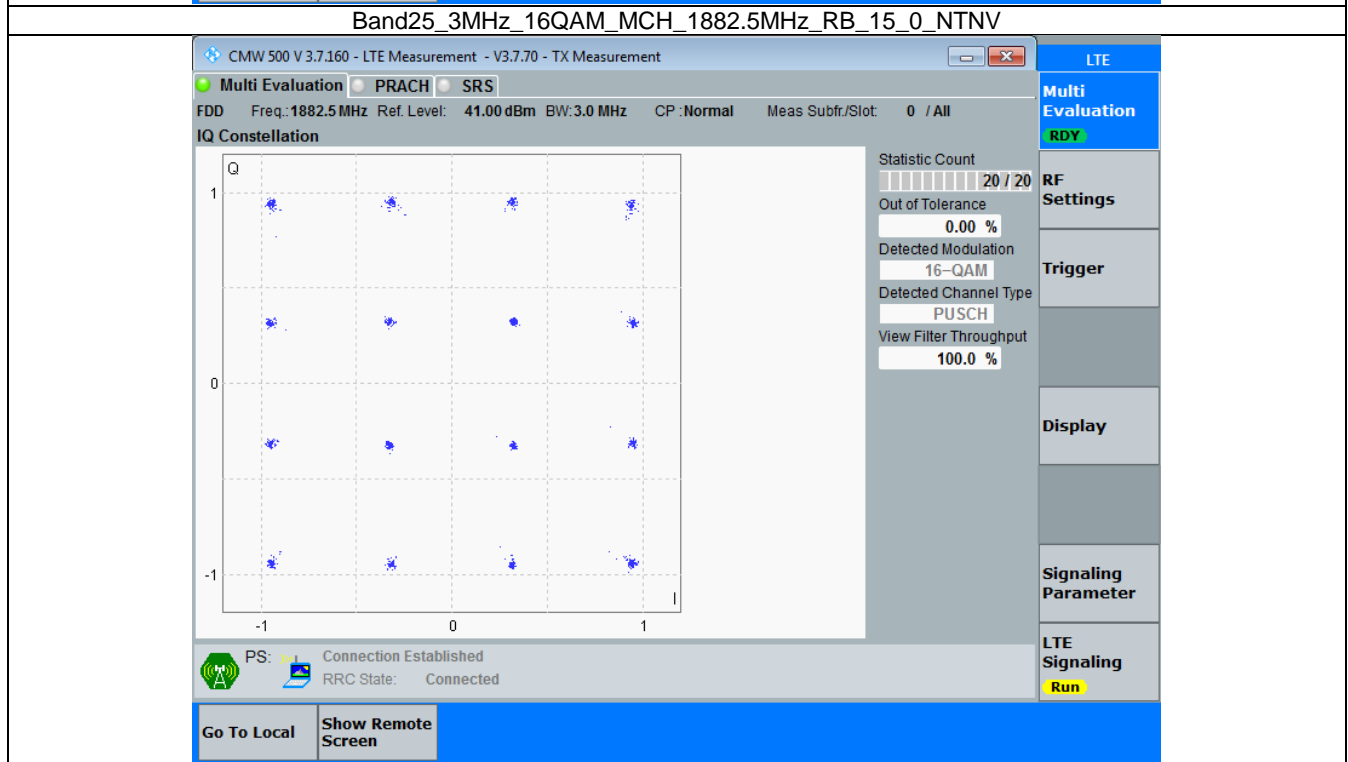 Band25_3MHz_16QAM_MCH_1882.5MHz_RB_15_0_NTNV
CMW 500 V 3.7.160 - LTE Measurement - V3.7.70 - TX Measurement
LTE
Multi Evaluation PRACH SRS
FDD Freq.:1882.5 MHz Ref. Level: 41.00 dBm BW:3.0 MHz CP :Normal Meas Subfr./Slot: 0 / All
IQ Constellation
Q
1
0
-1
-1 0 1
I
Statistic Count
20 / 20
Out of Tolerance
0.00 %
Detected Modulation
16-QAM
Detected Channel Type
PUSCH
View Filter Throughput
100.0 %
Multi
Evaluation
RDY
RF
Settings
Trigger
Display
Signaling
Parameter
LTE
Signaling
Run
PS:
Connection Established
RRC State: Connected
Go To Local
Show Remote
Screen